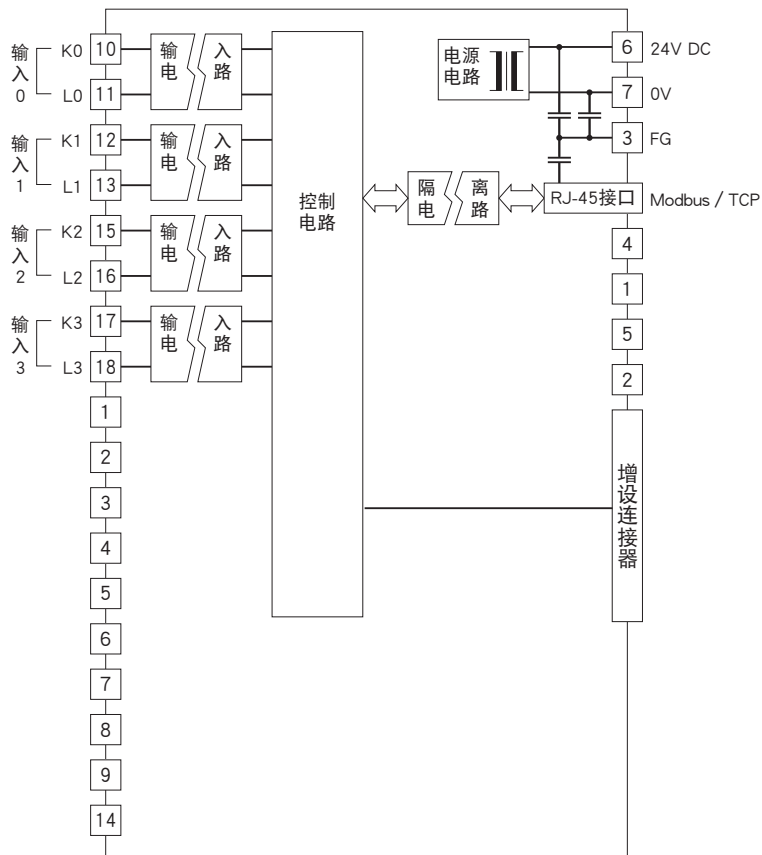 输入0
K0
10
L0
11
输入1
K1
12
L1
13
输入2
K2
15
L2
16
输入3
K3
17
L3
18
1
2
3
4
5
6
7
8
9
14
输入
电路
输入
电路
输入
电路
输入
电路
控制
电路
电源
电路
隔离
电路
6
24V DC
7
0V
3
FG
RJ-45接口
Modbus / TCP
4
1
5
2
增设连接器